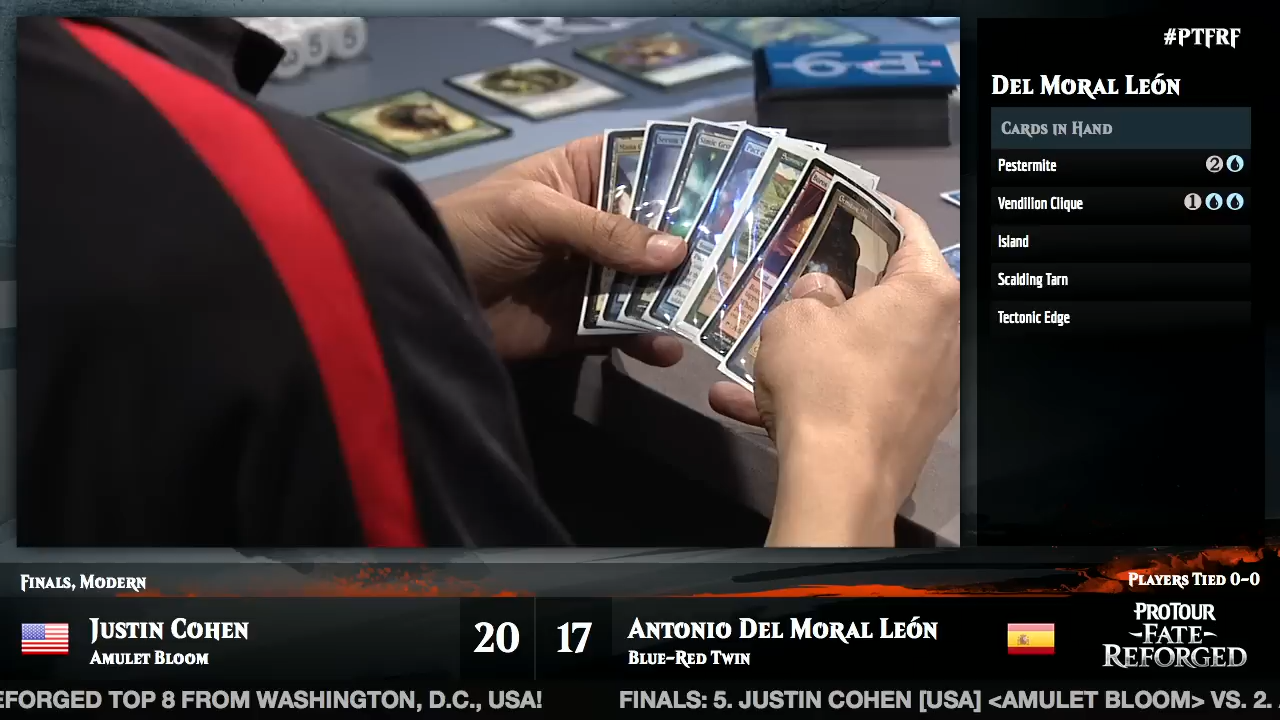 #PTFRF
DEL MORAL LEÓN
CARDS IN HAND
Pestermite 2
Vendilion Clique 1
Island
Scalding Tarn
Tectonic Edge
FINALS, MODERN
PLAYERS TIED 0-0
JUSTIN COHEN
AMULET BLOOM
20
17
ANTONIO DEL MORAL LEÓN
BLUE-RED TWIN
PROTOUR
-FATE-
REFORGED
EFORGED TOP 8 FROM WASHINGTON, D.C., USA! FINALS: 5. JUSTIN COHEN [USA] <AMULET BLOOM> VS. 2.